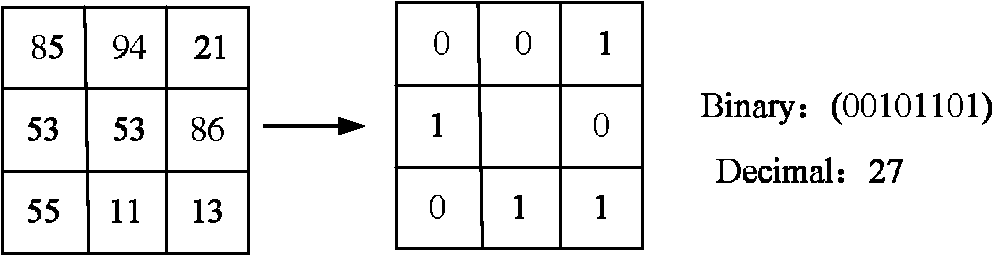 85 94 21
53 53 86
55 11 13
0 0 1
1 0
0 1 1
Binary：(00101101)
Decimal：27